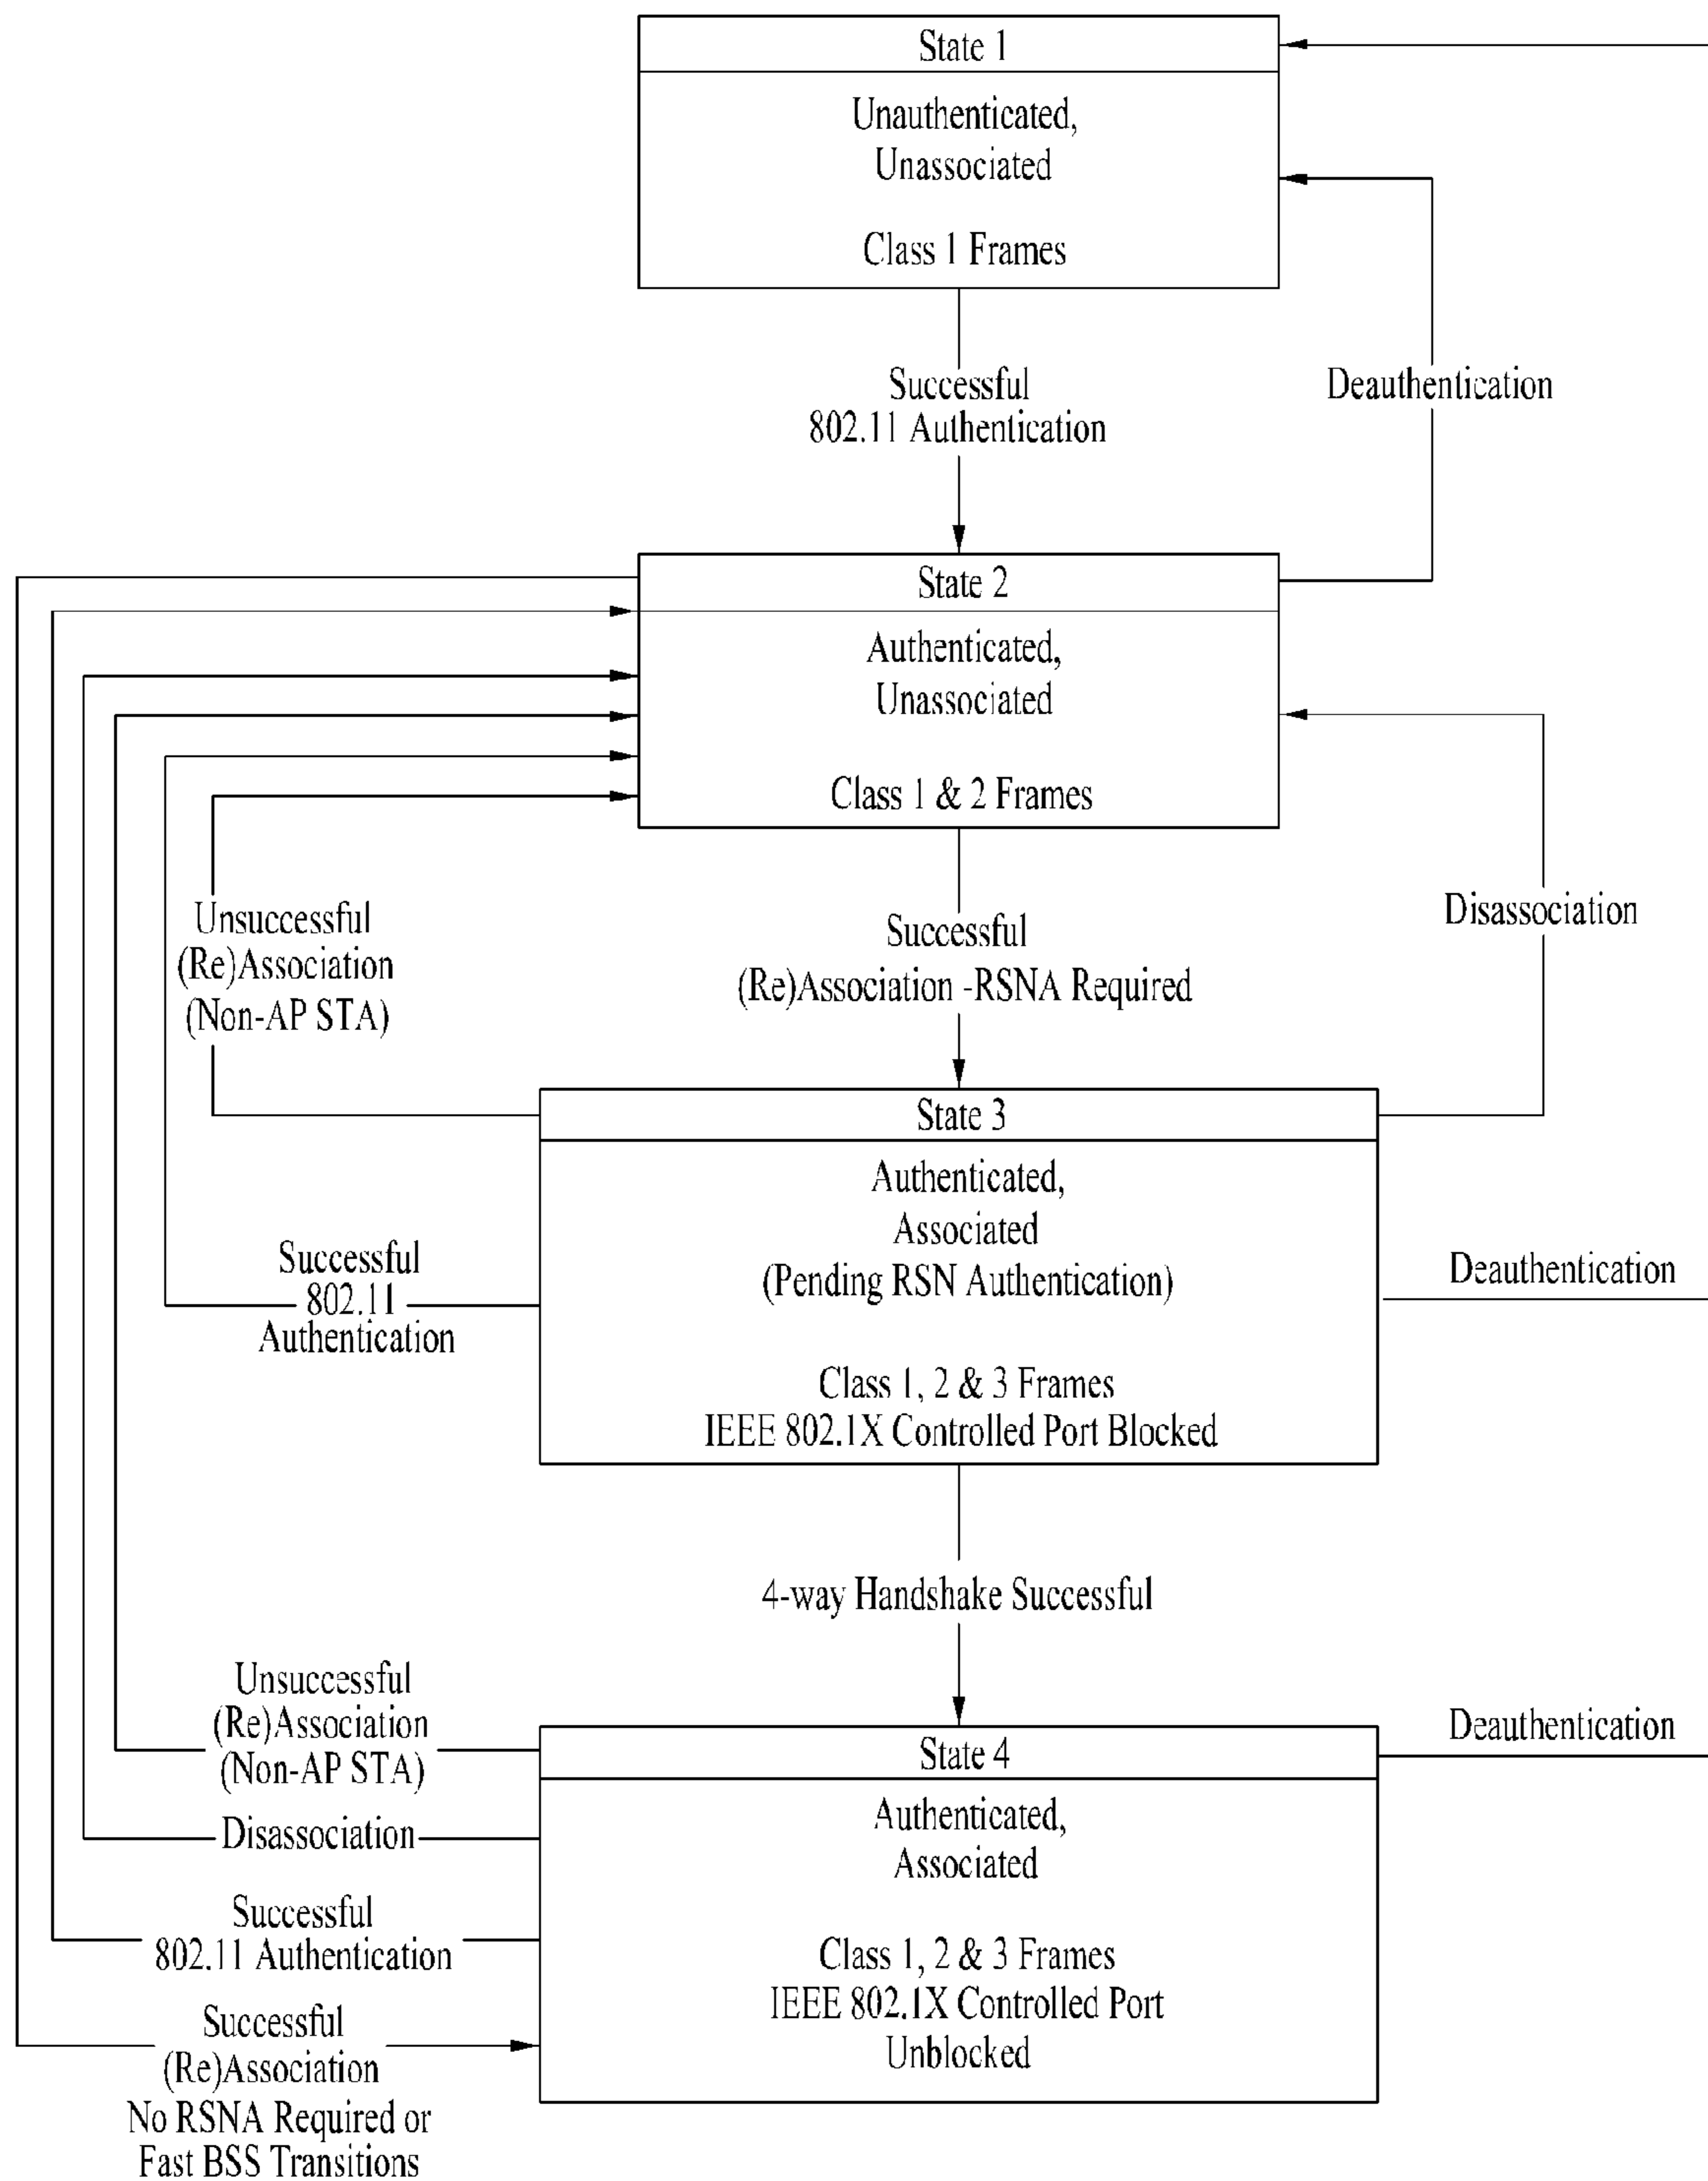 State 1
Unauthenticated,
Unassociated
Class 1 Frames
Successful
802.11 Authentication
Deauthentication
State 2
Authenticated,
Unassociated
Class 1 & 2 Frames
Unsuccessful
(Re)Association
(Non-AP STA)
Successful
(Re)Association -RSNA Required
Disassociation
State 3
Authenticated,
Associated
(Pending RSN Authentication)
Class 1, 2 & 3 Frames
IEEE 802.1X Controlled Port Blocked
Successful
802.11
Authentication
Deauthentication
4-way Handshake Successful
Unsuccessful
(Re)Association
(Non-AP STA)
Disassociation
Successful
802.11 Authentication
Successful
(Re)Association
No RSNA Required or
Fast BSS Transitions
State 4
Authenticated,
Associated
Class 1, 2 & 3 Frames
IEEE 802.1X Controlled Port
Unblocked
Deauthentication